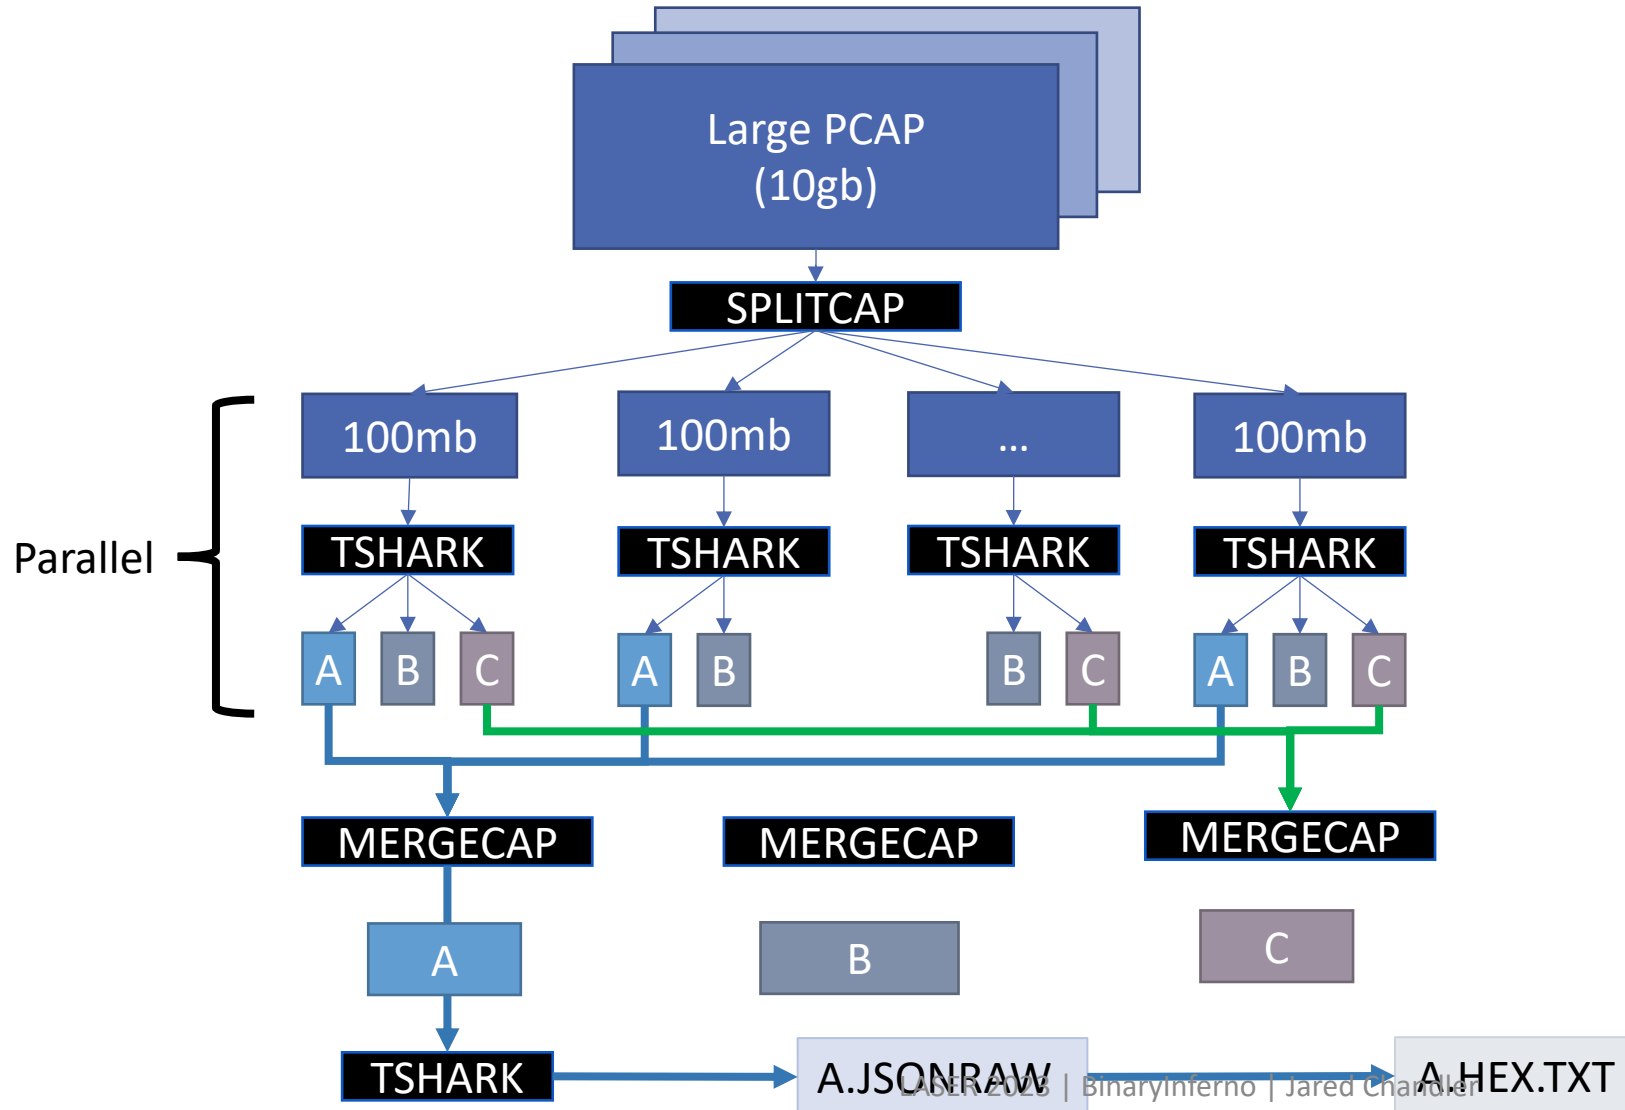 Large PCAP
(10gb)
SPLITCAP
100mb
100mb
...
100mb
Parallel
TSHARK
TSHARK
TSHARK
TSHARK
A
B
C
A
B
B
C
A
B
C
MERGECAP
MERGECAP
MERGECAP
A
B
C
TSHARK
A.JSONRAW
A.HEX.TXT
LASER 2023 | BinaryInferno | Jared Chandler